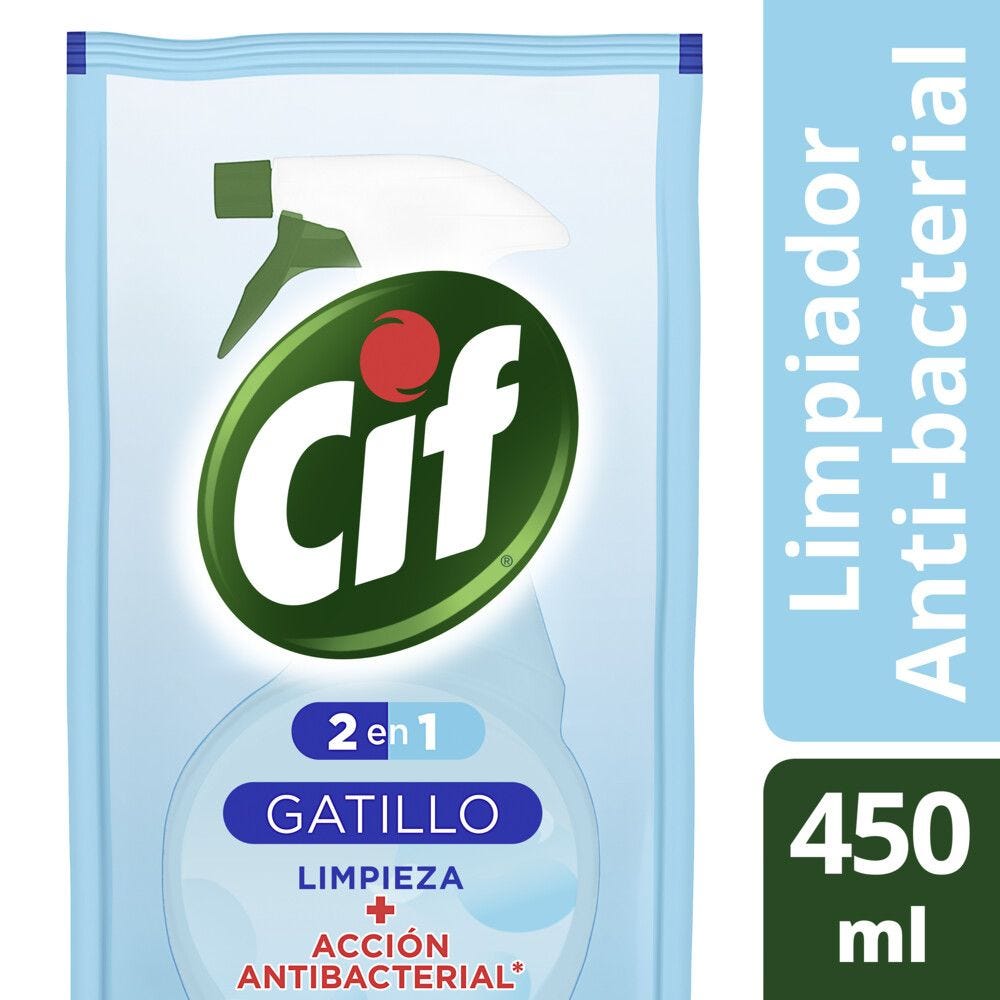 Cif
®
2 en 1
GATILLO
LIMPIEZA
+
ACCIÓN
ANTIBACTERIAL*
Limpiador
Anti-bacterial
450
ml